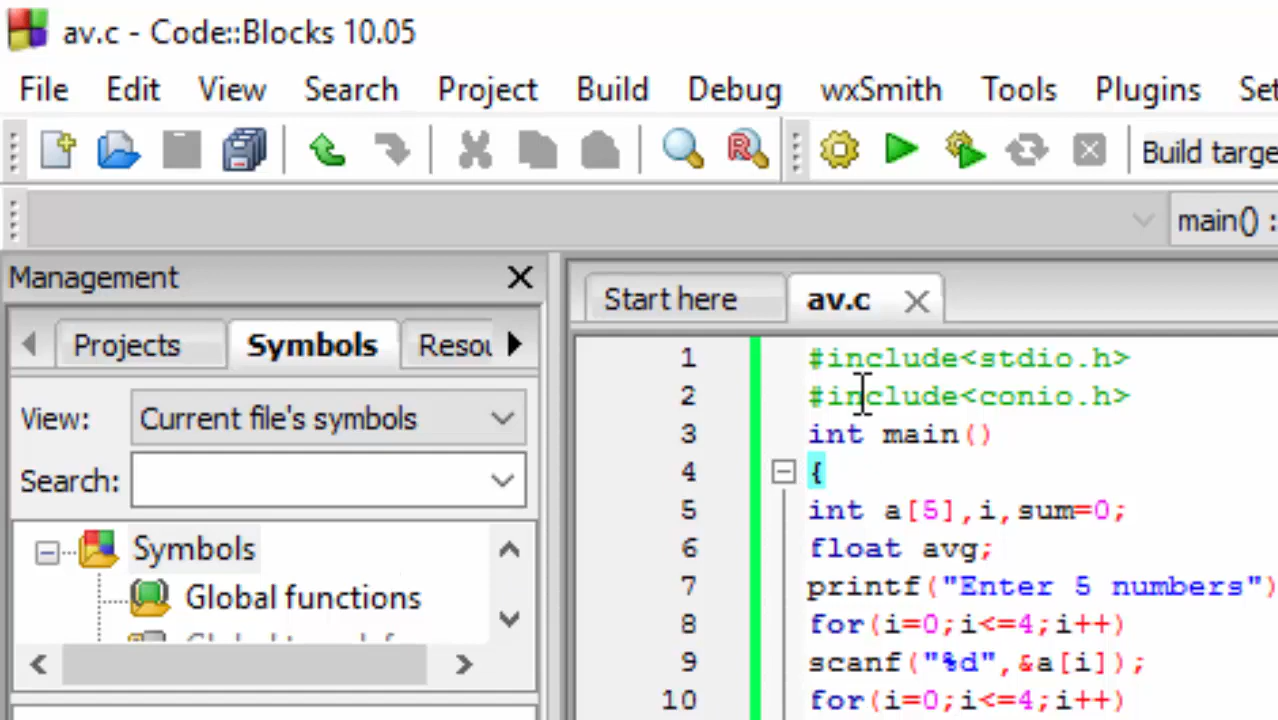 av.c - Code::Blocks 10.05
File Edit View Search Project Build Debug wxSmith Tools Plugins Set
Build targe
main() :
Management
Projects Symbols Resou
View: Current file's symbols
Search:
Symbols
Global functions
Start here av.c
1 #include<stdio.h>
2 #include<conio.h>
3 int main()
4 {
5 int a[5],i,sum=0;
6 float avg;
7 printf("Enter 5 numbers")
8 for(i=0;i<=4;i++)
9 scanf("%d",&a[i]);
10 for(i=0;i<=4;i++)